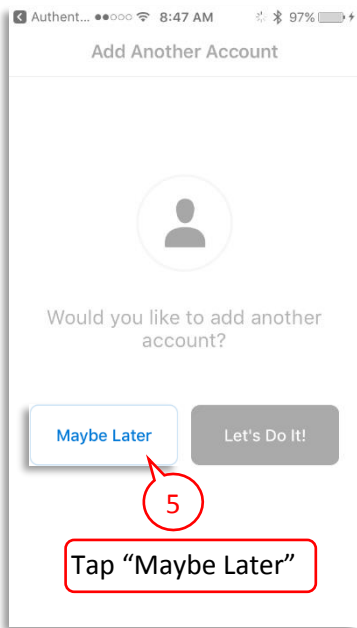 Authent... 8:47 AM 97%
Add Another Account
Would you like to add another
account?
Maybe Later Let's Do It!
5
Tap “Maybe Later”